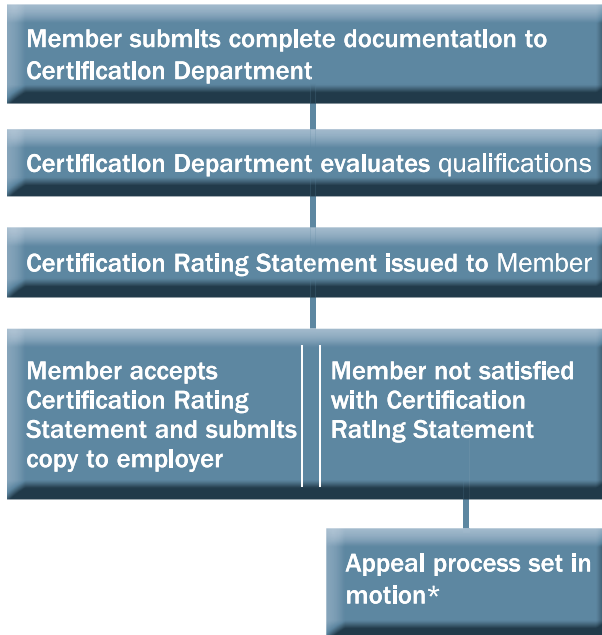 Member submits complete documentation to
Certification Department
Certification Department evaluates qualifications
Certification Rating Statement issued to Member
Member accepts
Certification Rating
Statement and submits
copy to employer
Member not satisfied
with Certification
Rating Statement
Appeal process set in
motion*